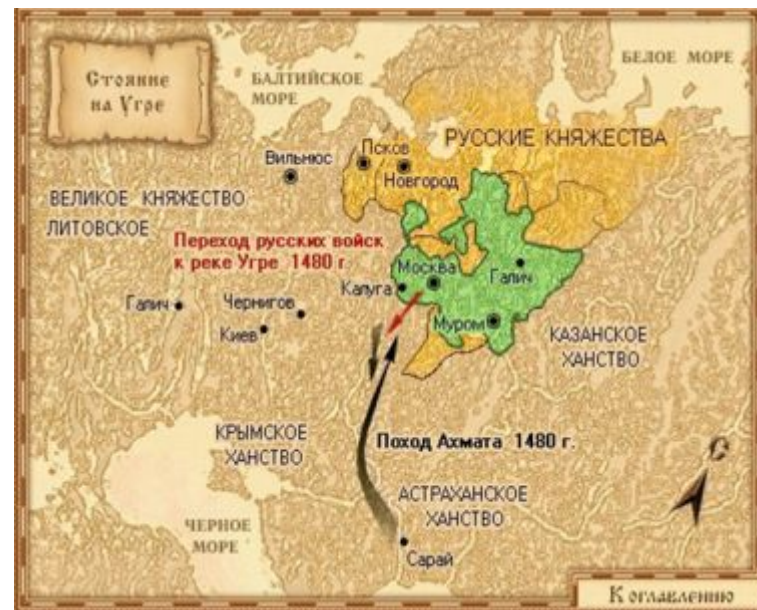 Стояние
на Угре
БАЛТИЙСКОЕ
МОРЕ
БЕЛОЕ МОРЕ
РУССКИЕ КНЯЖЕСТВА
Псков
Новгород
Вильнюс
ВЕЛИКОЕ КНЯЖЕСТВО
ЛИТОВСКОЕ
Переход русских войск
к реке Угре 1480 г.
Москва
Галич
Калуга
Галич
Чернигов
Киев
Муром
КАЗАНСКОЕ
ХАНСТВО
КРЫМСКОЕ
ХАНСТВО
Поход Ахмата 1480 г.
С
АСТРАХАНСКОЕ
ХАНСТВО
ЧЕРНОЕ
МОРЕ
Сарай
К оглавлению